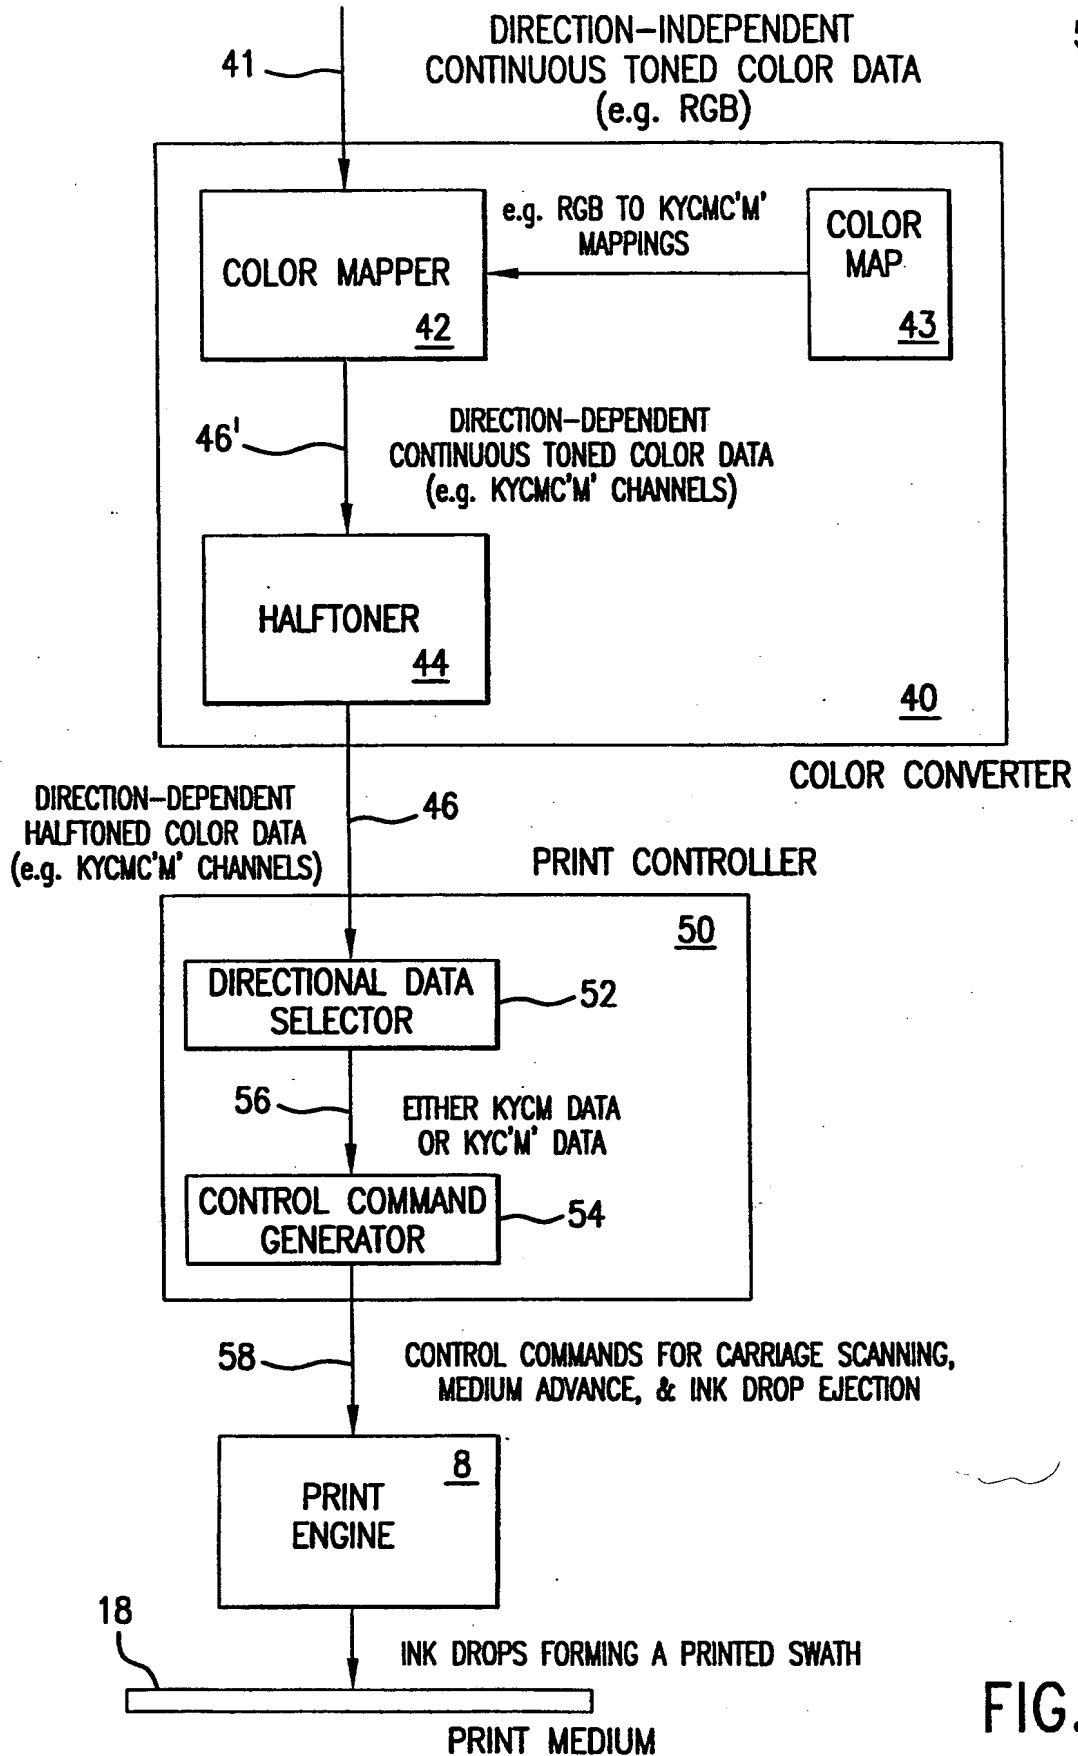 DIRECTION-INDEPENDENT
CONTINUOUS TONED COLOR DATA
(e.g. RGB)
41
e.g. RGB TO KYCMC'M'
MAPPINGS
COLOR
MAP
43
COLOR MAPPER
42
46'
DIRECTION-DEPENDENT
CONTINUOUS TONED COLOR DATA
(e.g. KYCMC'M' CHANNELS)
HALFTONER
44
40
COLOR CONVERTER
DIRECTION-DEPENDENT
HALFTONED COLOR DATA
(e.g. KYCMC'M' CHANNELS)
46
PRINT CONTROLLER
50
DIRECTIONAL DATA
SELECTOR
52
56
EITHER KYCM DATA
OR KYC'M' DATA
CONTROL COMMAND
GENERATOR
54
58
CONTROL COMMANDS FOR CARRIAGE SCANNING,
MEDIUM ADVANCE, & INK DROP EJECTION
8
PRINT
ENGINE
18
INK DROPS FORMING A PRINTED SWATH
PRINT MEDIUM
FIG.